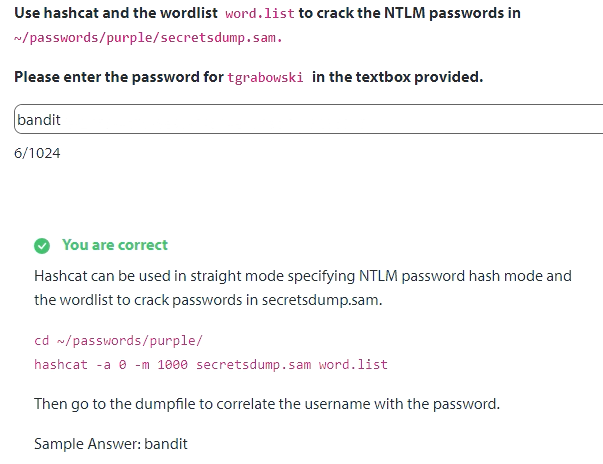 Use hashcat and the wordlist word.list to crack the NTLM passwords in
~/passwords/purple/secretsdump.sam.
Please enter the password for tgrabowski in the textbox provided.
bandit
6/1024
You are correct
Hashcat can be used in straight mode specifying NTLM password hash mode and
the wordlist to crack passwords in secretsdump.sam.
cd ~/passwords/purple/
hashcat -a 0 -m 1000 secretsdump.sam word.list
Then go to the dumpfile to correlate the username with the password.
Sample Answer: bandit